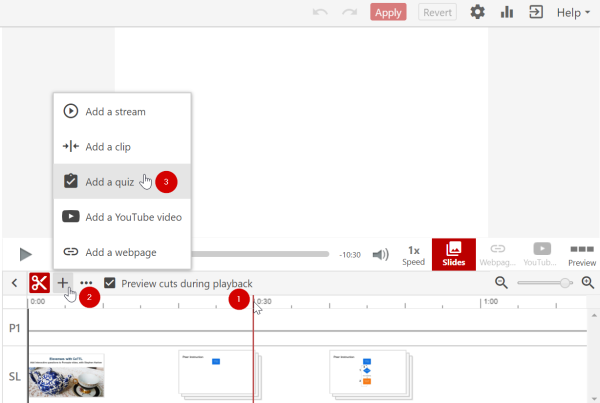 Apply
Revert
Help
Add a stream
Add a clip
Add a quiz
3
Add a YouTube video
Add a webpage
-10:30
1x
Speed
Slides
Webpag...
YouTub...
Preview
2
Preview cuts during playback
1
0:00
0:30
1:00
P1
SL